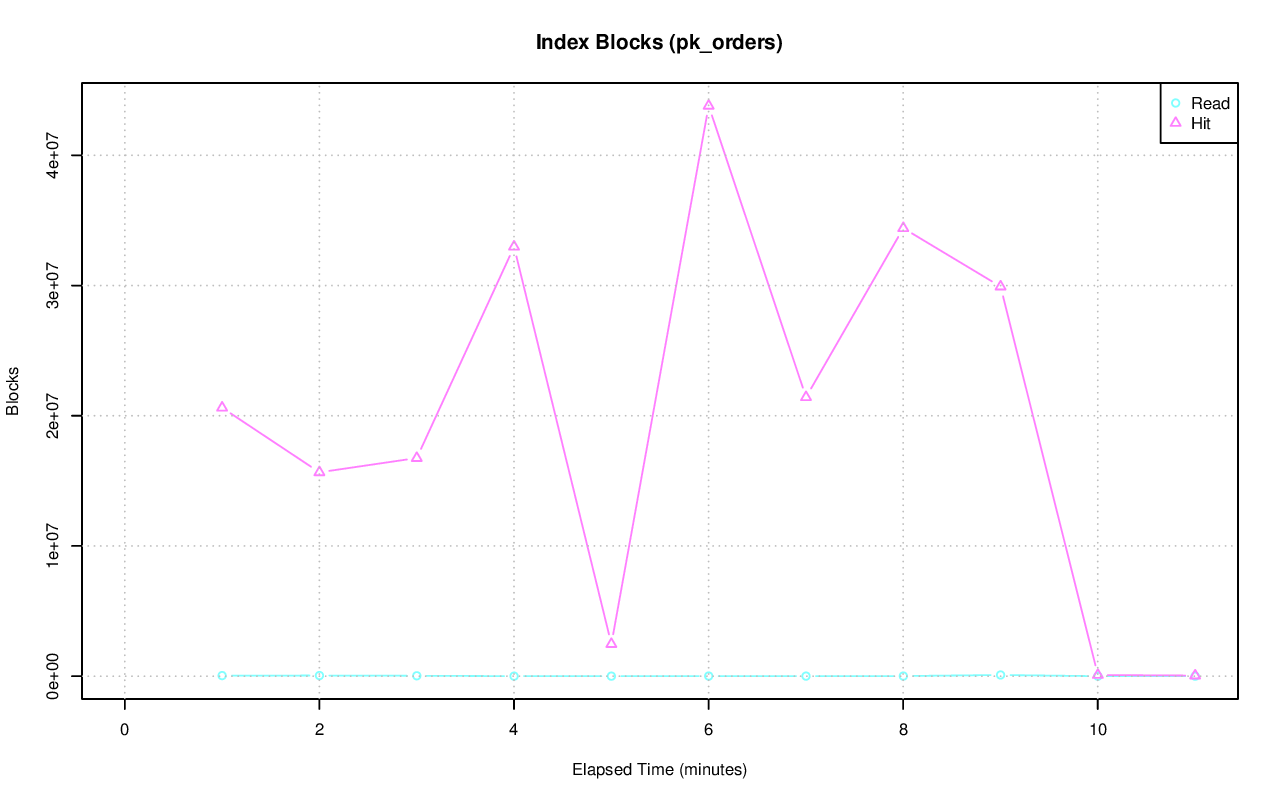 Index Blocks (pk_orders)
Read
Hit
Blocks
4e+07
3e+07
2e+07
1e+07
0e+00
0 2 4 6 8 10
Elapsed Time (minutes)